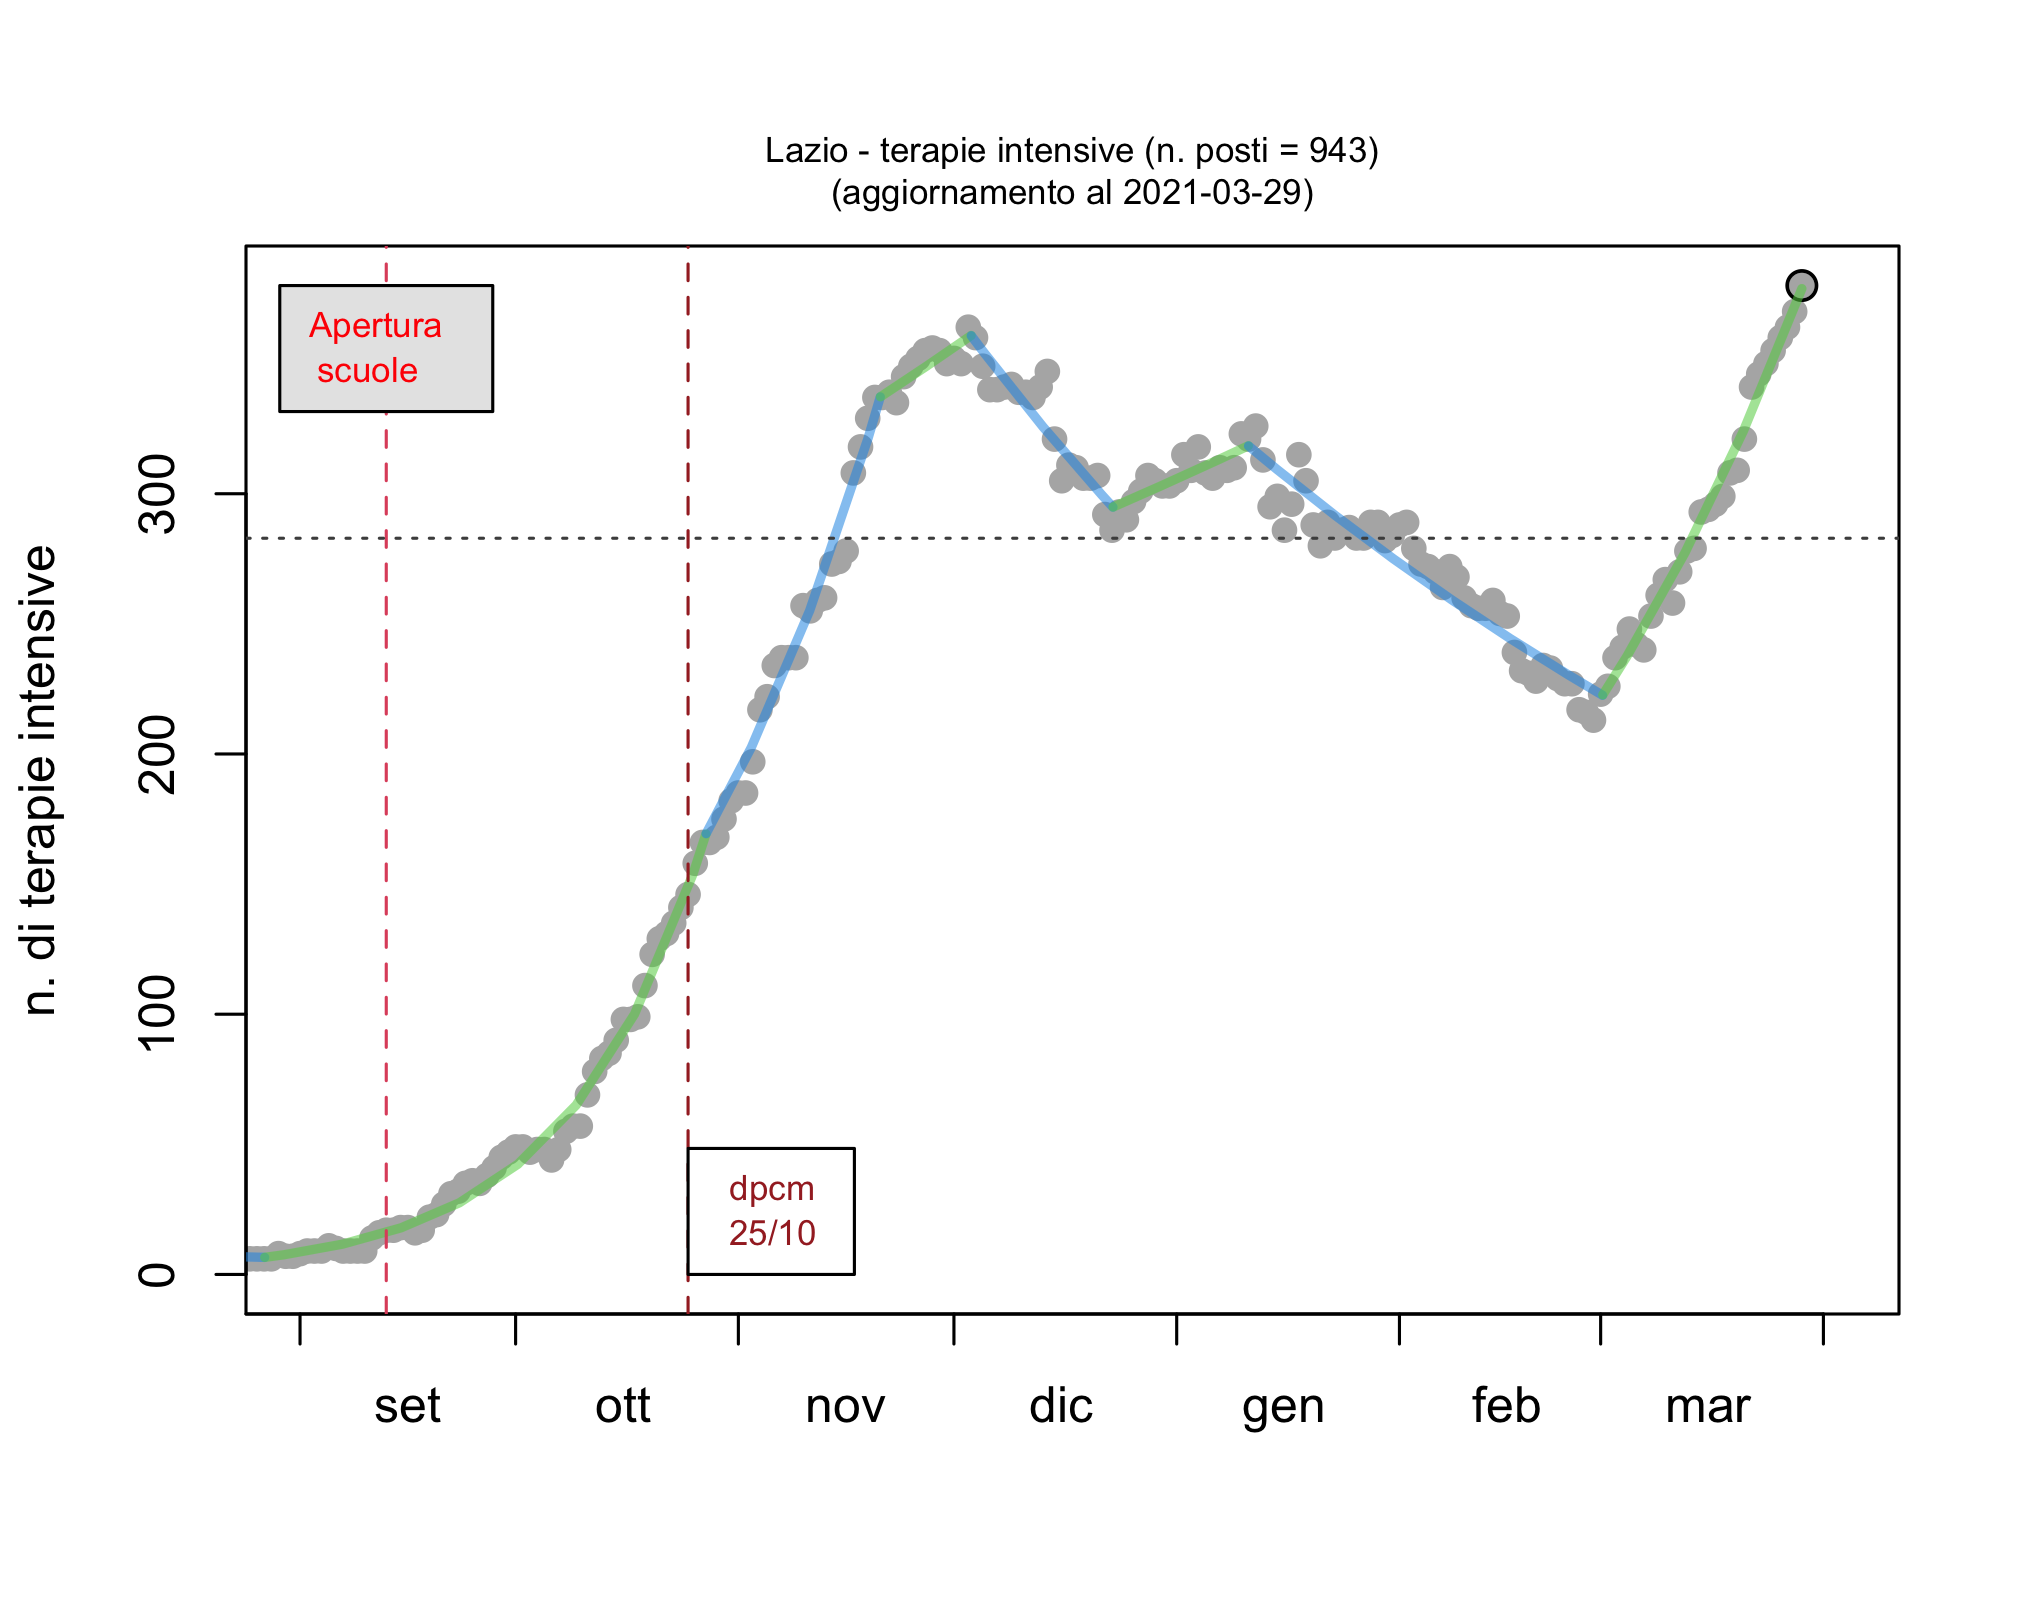 Lazio - terapie intensive (n. posti = 943)
(aggiornamento al 2021-03-29)
Apertura
scuole
n. di terapie intensive
300
200
100
0
dpcm
25/10
set ott nov dic gen feb mar